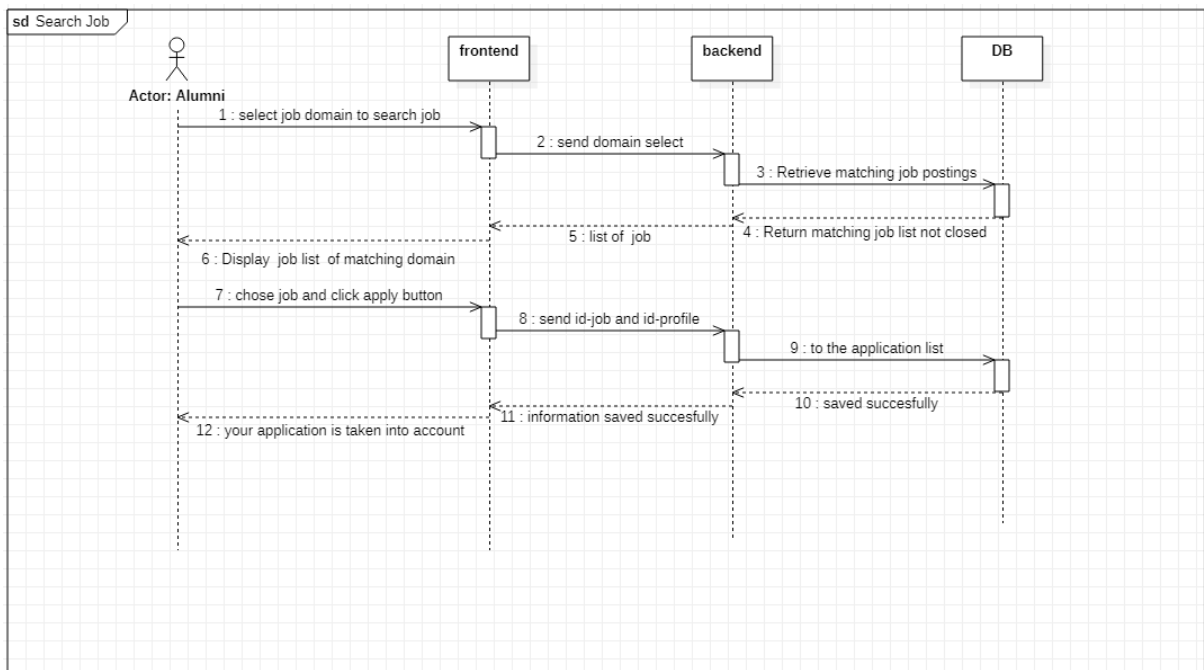 sd Search Job
frontend
backend
DB
Actor: Alumni
1 : select job domain to search job
2 : send domain select
3 : Retrieve matching job postings
4 : Return matching job list not closed
5 : list of  job
6 : Display  job list  of matching domain
7 : chose job and click apply button
8 : send id-job and id-profile
9 : to the application list
10 : saved succesfully
11 : information saved succesfully
12 : your application is taken into account